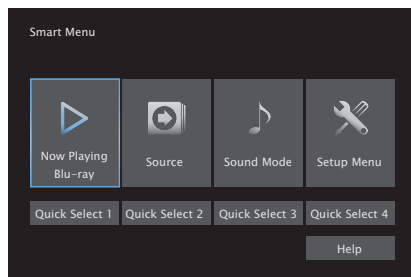 Smart Menu
Now Playing
Blu-ray
Source
Sound Mode
Setup Menu
Quick Select 1
Quick Select 2
Quick Select 3
Quick Select 4
Help